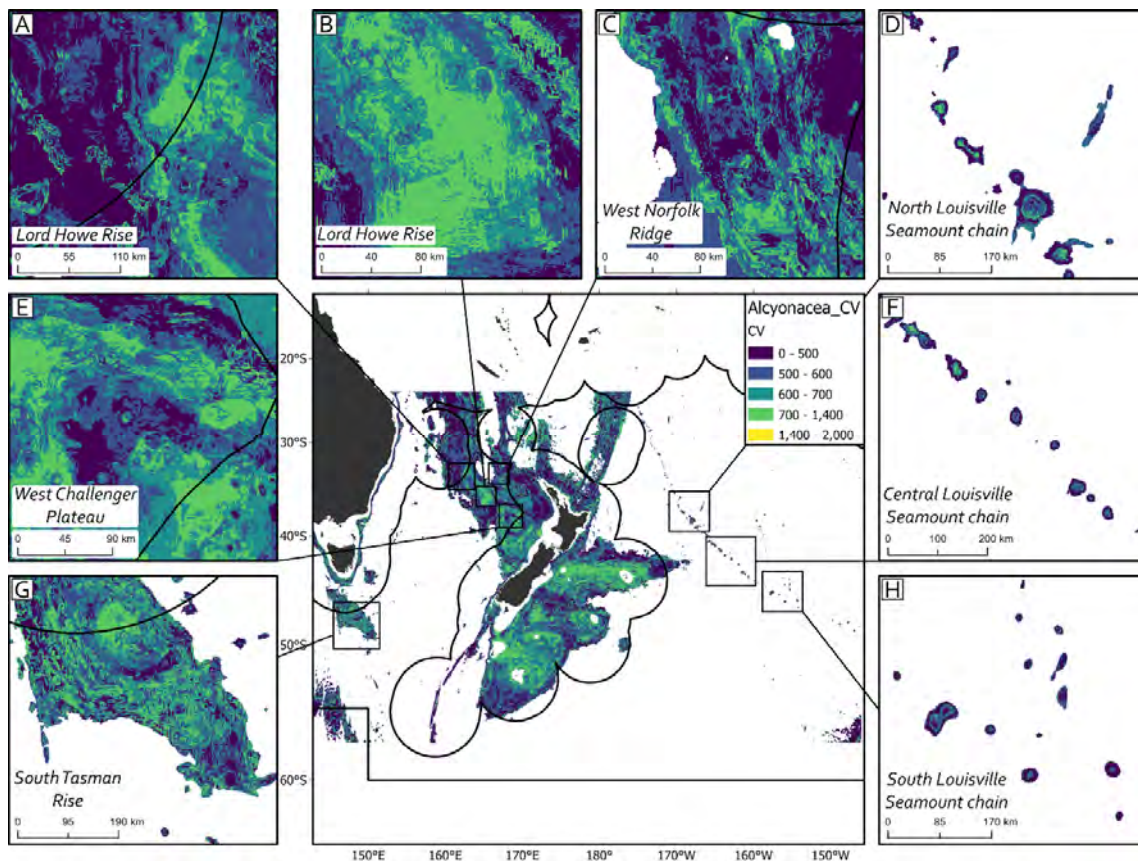 A
Lord Howe Rise
0 55 110 km
B
Lord Howe Rise
0 40 80 km
C
West Norfolk
Ridge
0 40 80 km
D
North Louisville
Seamount chain
0 85 170 km
E
West Challenger
Plateau
0 45 90 km
Alcyonacea_CV
CV
0 - 500
500 - 600
600 - 700
700 - 1,400
1,400 2,000
20°S
30°S
40°S
50°S
60°S
150°E 160°E 170°E 180° 170°W 160°W 150°W
F
Central Louisville
Seamount chain
0 100 200 km
G
South Tasman
Rise
0 95 190 km
H
South Louisville
Seamount chain
0 85 170 km